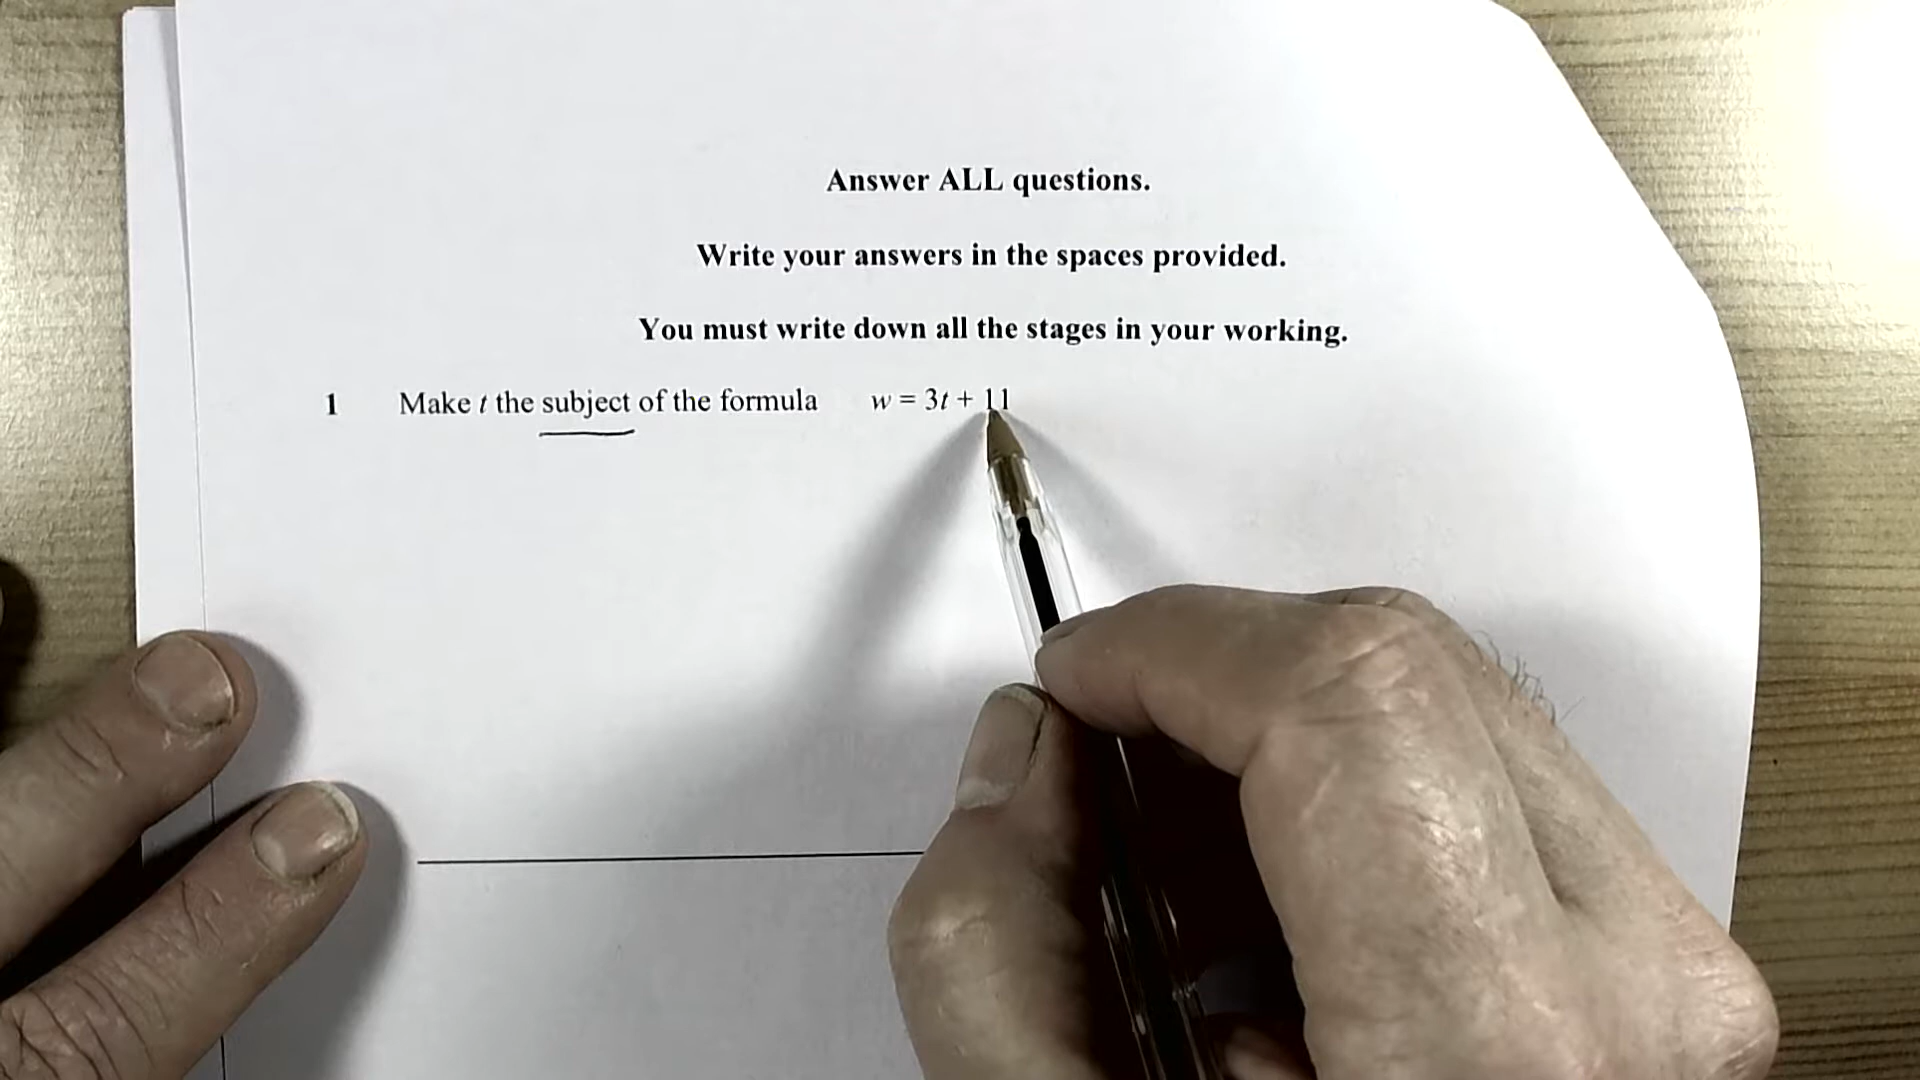 Answer ALL questions.
Write your answers in the spaces provided.
You must write down all the stages in your working.
1 Make t the subject of the formula w = 3t + 11